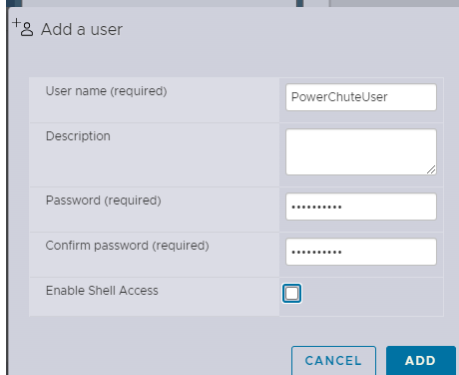 Add a user
User name (required)
PowerChuteUser
Description
Password (required)
••••••••••
Confirm password (required)
••••••••••
Enable Shell Access
CANCEL
ADD